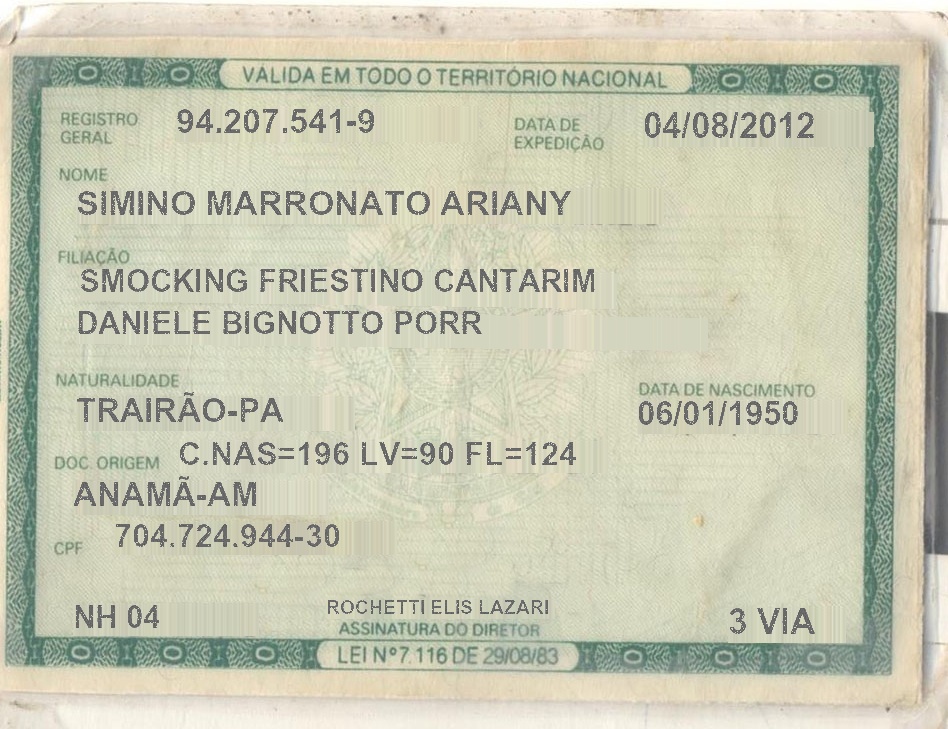 VÁLIDA EM TODO O TERRITÓRIO NACIONAL
REGISTRO GERAL 94.207.541-9 DATA DE EXPEDIÇÃO 04/08/2012
NOME
SIMINO MARRONATO ARIANY
FILIAÇÃO
SMOCKING FRIESTINO CANTARIM
DANIELE BIGNOTTO PORR
NATURALIDADE DATA DE NASCIMENTO
TRAIRÃO-PA 06/01/1950
DOC. ORIGEM C.NAS=196 LV=90 FL=124
ANAMÃ-AM
CPF 704.724.944-30
NH 04 ROCHETTI ELIS LAZARI 3 VIA
ASSINATURA DO DIRETOR
LEI Nº 7.116 DE 29/08/83